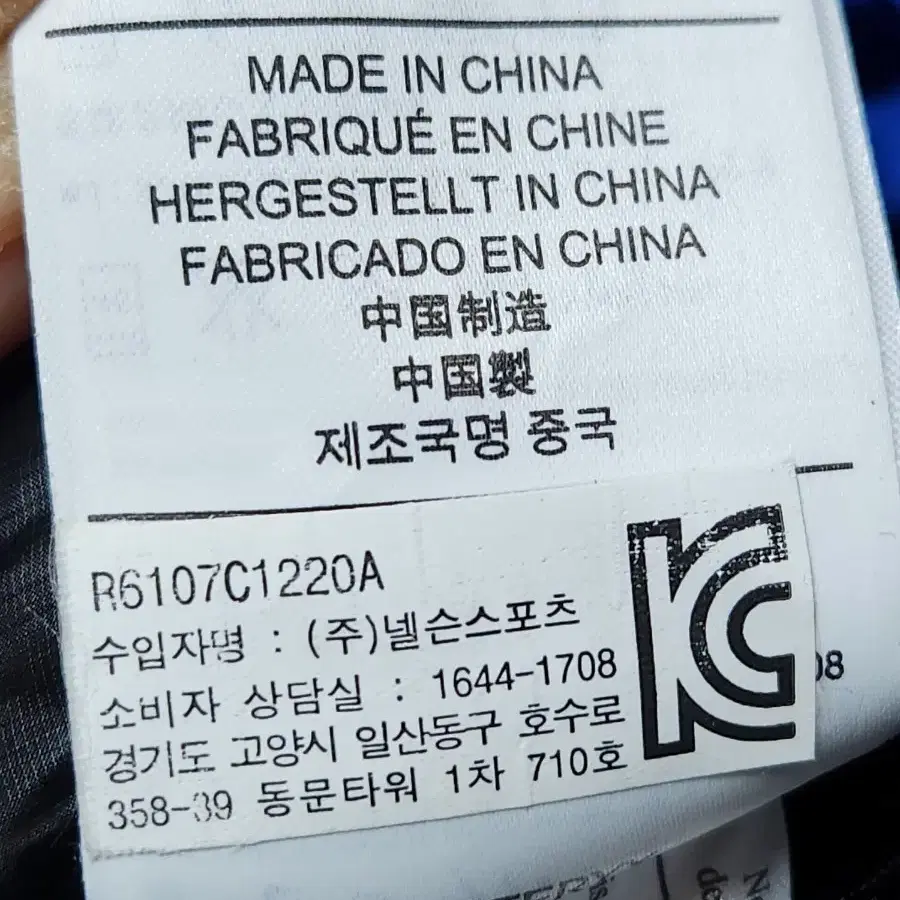 MADE IN CHINA
FABRIQUÉ EN CHINE
HERGESTELLT IN CHINA
FABRICADO EN CHINA
中国制造
中国製
제조국명 중국
R6107C1220A
수입자명 : (주)넬슨스포츠
소비자 상담실 : 1644-1708
경기도 고양시 일산동구 호수로
358-39 동문타워 1차 710호
KC
08